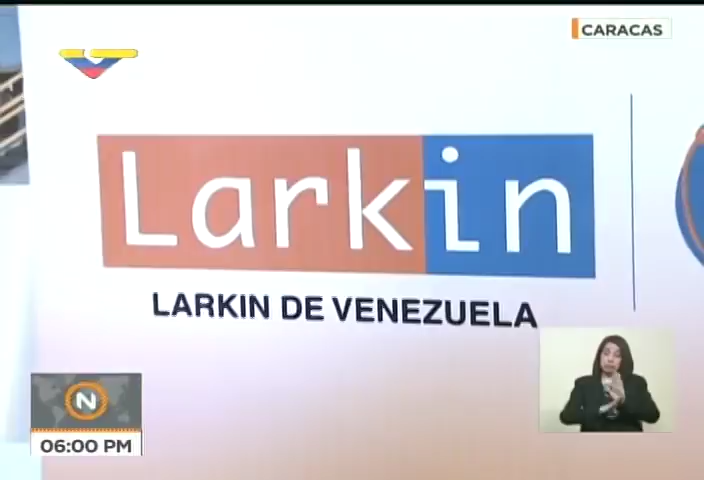 CARACAS
Larkin
LARKIN DE VENEZUELA
N
06:00 PM